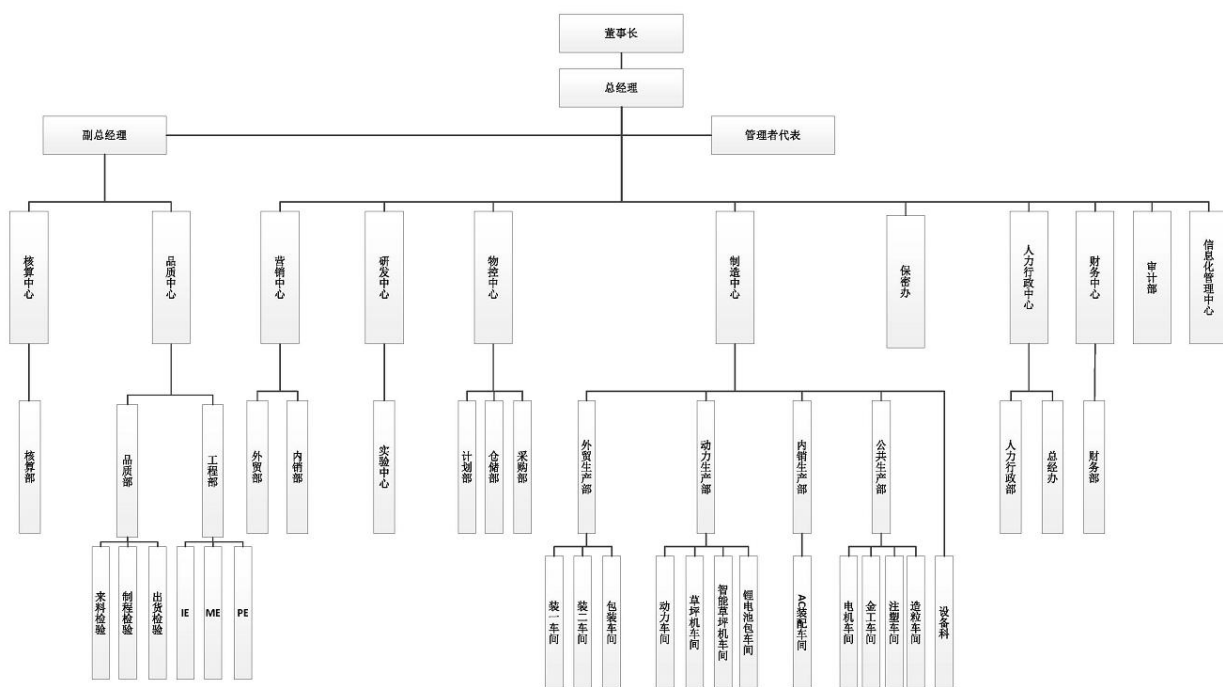 董事长
总经理
副总经理
管理者代表
核算中心
品质中心
营销中心
研发中心
物控中心
制造中心
保密办
人力行政中心
财务中心
审计部
信息化管理中心
核算部
品质部
工程部
外贸部
内销部
实验中心
计划部
仓储部
采购部
外贸生产部
动力生产部
内销生产部
公共生产部
人力行政部
总经办
财务部
来料检验
制程检验
出货检验
IE
ME
PE
装一车间
装二车间
包装车间
动力车间
草坪机车间
智能草坪机车间
锂电池包车间
AC装配车间
电机车间
金工车间
注塑车间
造粒车间
设备科